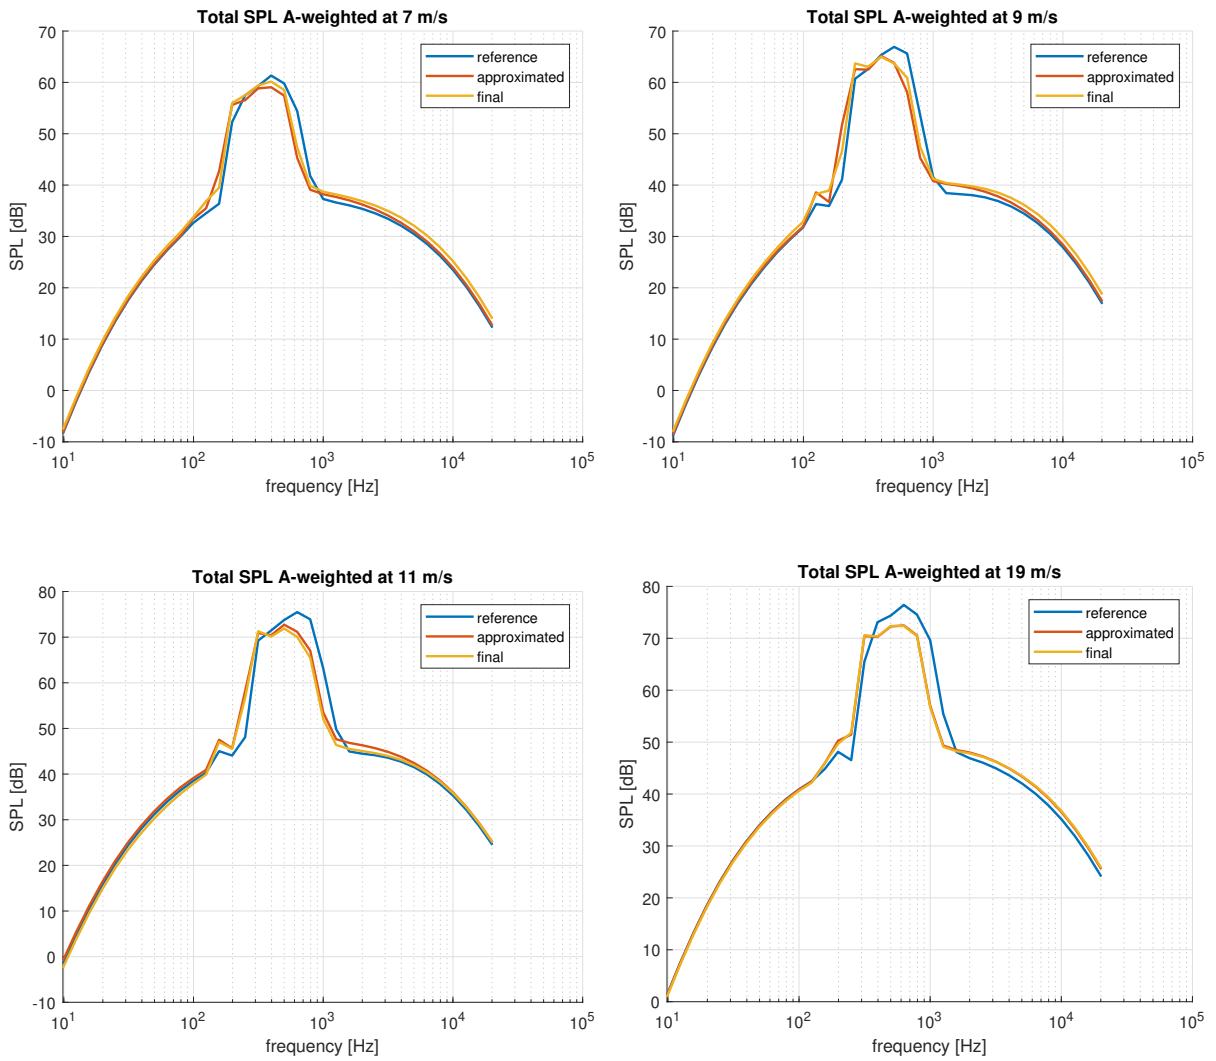 Total SPL A-weighted at 7 m/s
70
60
50
40
30
20
10
0
-10
SPL [dB]
reference
approximated
final
10^1
10^2
10^3
10^4
10^5
frequency [Hz]
Total SPL A-weighted at 9 m/s
70
60
50
40
30
20
10
0
-10
SPL [dB]
reference
approximated
final
10^1
10^2
10^3
10^4
10^5
frequency [Hz]
Total SPL A-weighted at 11 m/s
80
70
60
50
40
30
20
10
0
-10
SPL [dB]
reference
approximated
final
10^1
10^2
10^3
10^4
10^5
frequency [Hz]
Total SPL A-weighted at 19 m/s
80
70
60
50
40
30
20
10
0
SPL [dB]
reference
approximated
final
10^1
10^2
10^3
10^4
10^5
frequency [Hz]